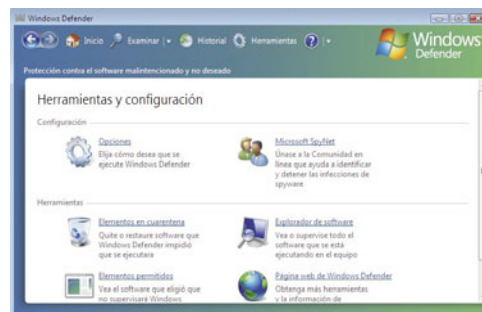 Windows Defender
Inicio Examinar Historial Herramientas
Windows
Defender
Protección contra el software malintencionado y no deseado
Herramientas y configuración
Configuración
Opciones
Elija cómo desea que se
ejecute Windows Defender
Microsoft SpyNet
Únase a la Comunidad en
línea que ayuda a identificar
y detener las infecciones de
spyware
Herramientas
Elementos en cuarentena
Quite o restaure software que
Windows Defender impidió
que se ejecutara
Explorador de software
Vea o supervise todo el
software que se está
ejecutando en el equipo
Elementos permitidos
Vea el software que eligió que
no supervisará Windows
Página web de Windows Defender
Obtenga más herramientas
y la información de